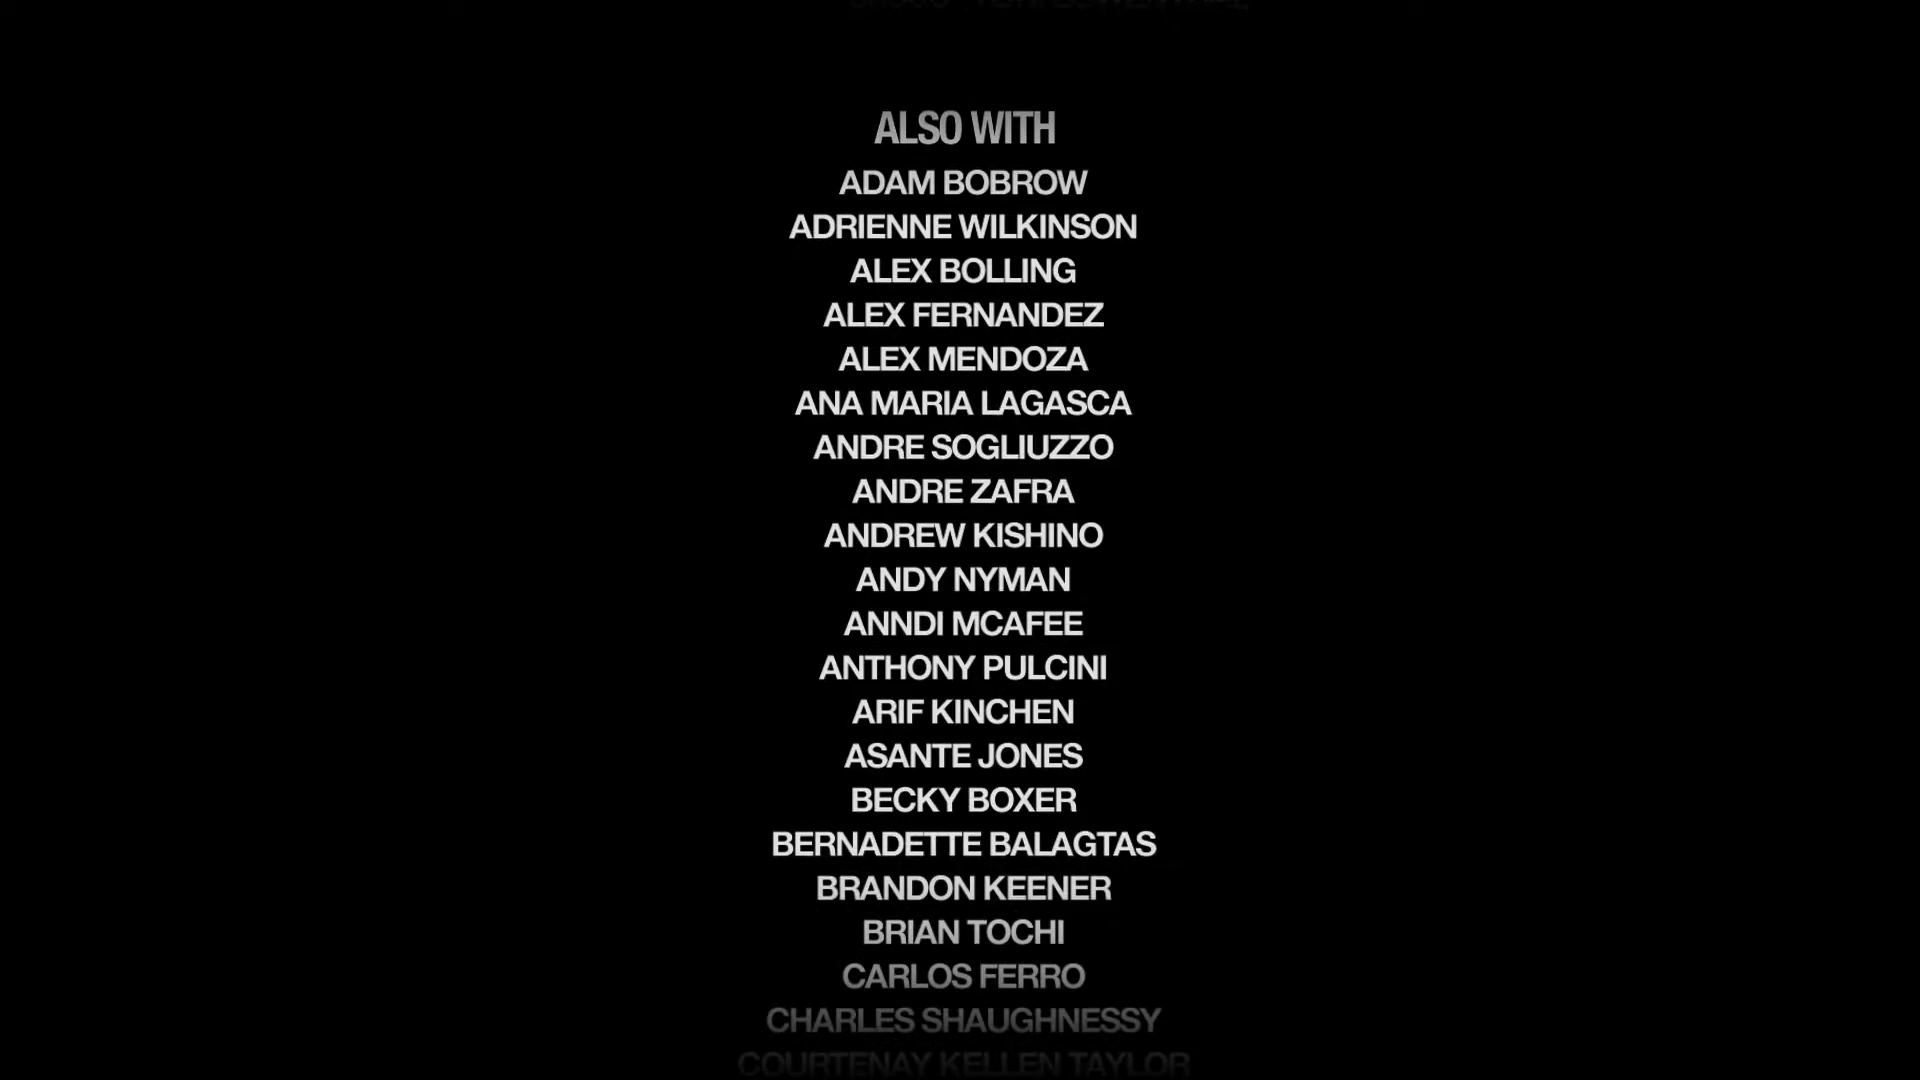 ALSO WITH
ADAM BOBROW
ADRIENNE WILKINSON
ALEX BOLLING
ALEX FERNANDEZ
ALEX MENDOZA
ANA MARIA LAGASCA
ANDRE SOGLIUZZO
ANDRE ZAFRA
ANDREW KISHINO
ANDY NYMAN
ANNDI MCAFEE
ANTHONY PULCINI
ARIF KINCHEN
ASANTE JONES
BECKY BOXER
BERNADETTE BALAGTAS
BRANDON KEENER
BRIAN TOCHI
CARLOS FERRO
CHARLES SHAUGHNESSY
COURTENAY KELLEN TAYLOR